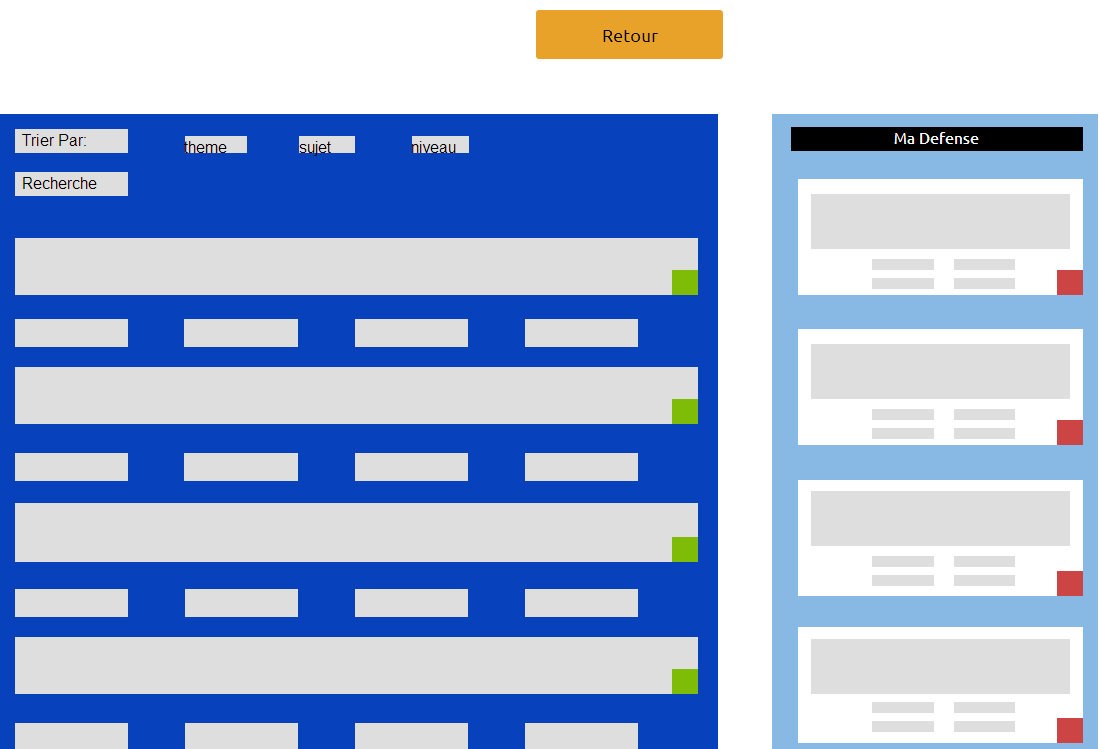 Retour
Trier Par:
theme
sujet
niveau
Recherche
Ma Defense